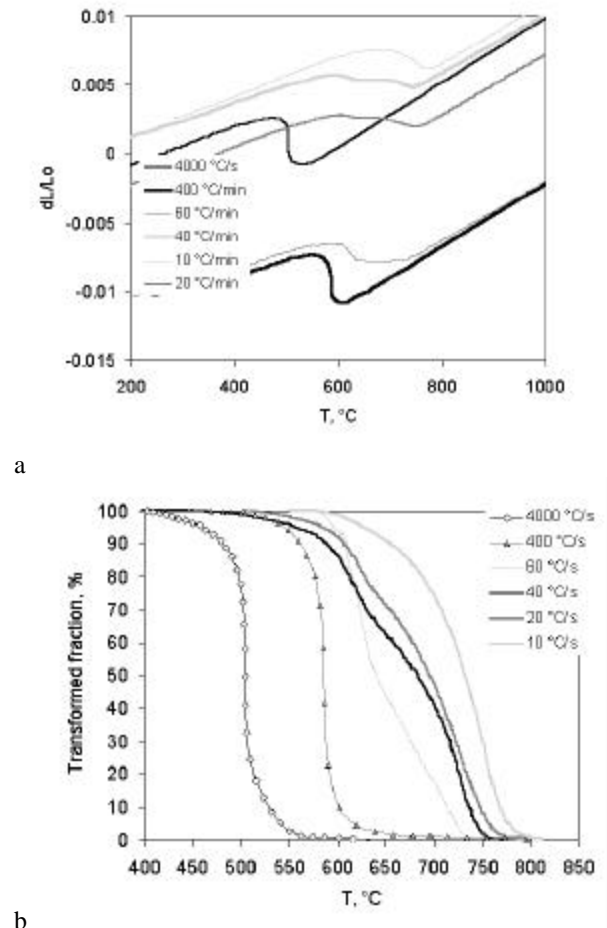 0.01
0.005
0
-0.005
-0.01
-0.015
dL/Lo
4000 °C/s
400 °C/min
60 °C/min
40 °C/min
10 °C/min
20 °C/min
200 400 600 800 1000
T, °C
a
100
90
80
70
60
50
40
30
20
10
0
Transformed fraction, %
4000 °C/s
400 °C/s
60 °C/s
40 °C/s
20 °C/s
10 °C/s
400 450 500 550 600 650 700 750 800 850
T, °C
b